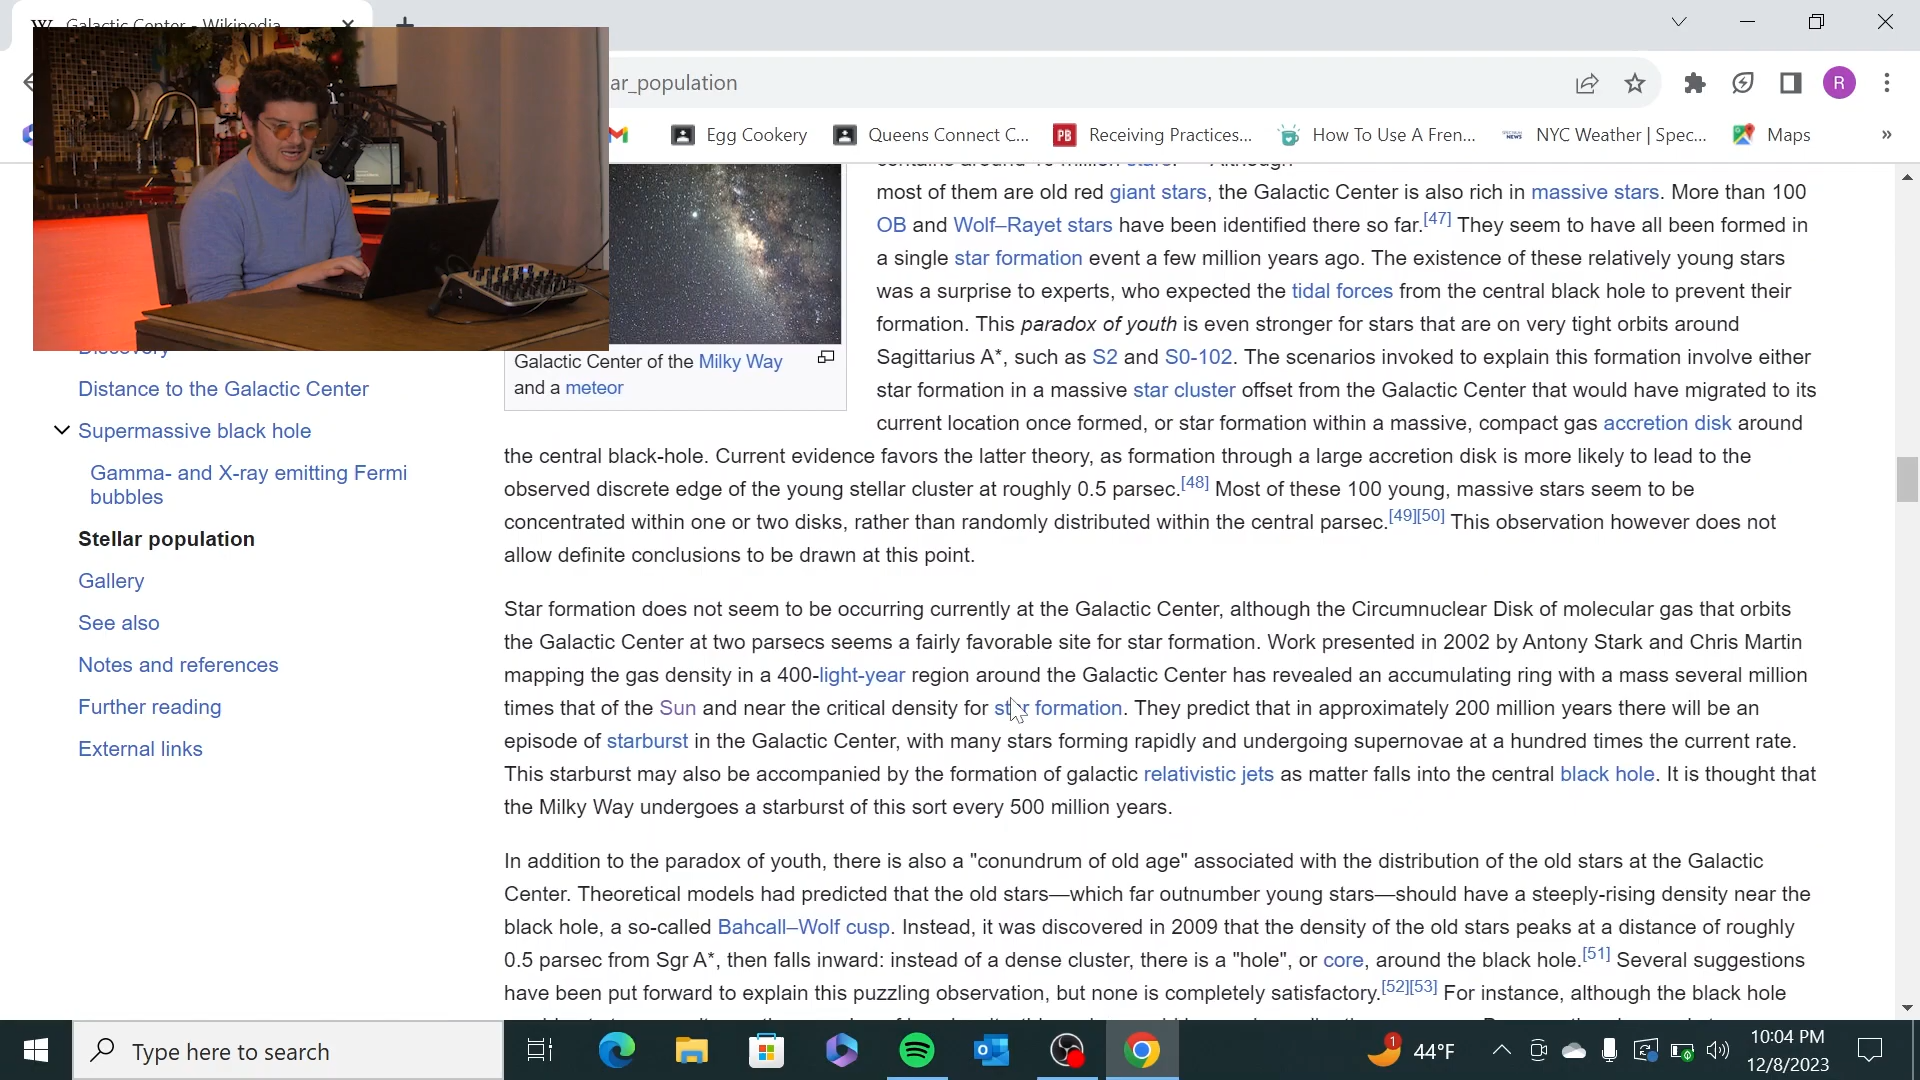 Galactic Center - Wikipedia
ar_population
R
Egg Cookery
Queens Connect C...
PB Receiving Practices...
How To Use A Fren...
NEWS NYC Weather | Spec...
Maps
»
most of them are old red giant stars, the Galactic Center is also rich in massive stars. More than 100
OB and Wolf–Rayet stars have been identified there so far.[47] They seem to have all been formed in
a single star formation event a few million years ago. The existence of these relatively young stars
was a surprise to experts, who expected the tidal forces from the central black hole to prevent their
formation. This paradox of youth is even stronger for stars that are on very tight orbits around
Sagittarius A*, such as S2 and S0-102. The scenarios invoked to explain this formation involve either
star formation in a massive star cluster offset from the Galactic Center that would have migrated to its
current location once formed, or star formation within a massive, compact gas accretion disk around
the central black-hole. Current evidence favors the latter theory, as formation through a large accretion disk is more likely to lead to the
observed discrete edge of the young stellar cluster at roughly 0.5 parsec.[48] Most of these 100 young, massive stars seem to be
concentrated within one or two disks, rather than randomly distributed within the central parsec.[49][50] This observation however does not
allow definite conclusions to be drawn at this point.
Galactic Center of the Milky Way
and a meteor
Discovery
Distance to the Galactic Center
Supermassive black hole
Gamma- and X-ray emitting Fermi
bubbles
Stellar population
Gallery
See also
Notes and references
Further reading
External links
Star formation does not seem to be occurring currently at the Galactic Center, although the Circumnuclear Disk of molecular gas that orbits
the Galactic Center at two parsecs seems a fairly favorable site for star formation. Work presented in 2002 by Antony Stark and Chris Martin
mapping the gas density in a 400-light-year region around the Galactic Center has revealed an accumulating ring with a mass several million
times that of the Sun and near the critical density for star formation. They predict that in approximately 200 million years there will be an
episode of starburst in the Galactic Center, with many stars forming rapidly and undergoing supernovae at a hundred times the current rate.
This starburst may also be accompanied by the formation of galactic relativistic jets as matter falls into the central black hole. It is thought that
the Milky Way undergoes a starburst of this sort every 500 million years.
In addition to the paradox of youth, there is also a "conundrum of old age" associated with the distribution of the old stars at the Galactic
Center. Theoretical models had predicted that the old stars—which far outnumber young stars—should have a steeply-rising density near the
black hole, a so-called Bahcall–Wolf cusp. Instead, it was discovered in 2009 that the density of the old stars peaks at a distance of roughly
0.5 parsec from Sgr A*, then falls inward: instead of a dense cluster, there is a "hole", or core, around the black hole.[51] Several suggestions
have been put forward to explain this puzzling observation, but none is completely satisfactory.[52][53] For instance, although the black hole
Type here to search
1
44°F
10:04 PM
12/8/2023